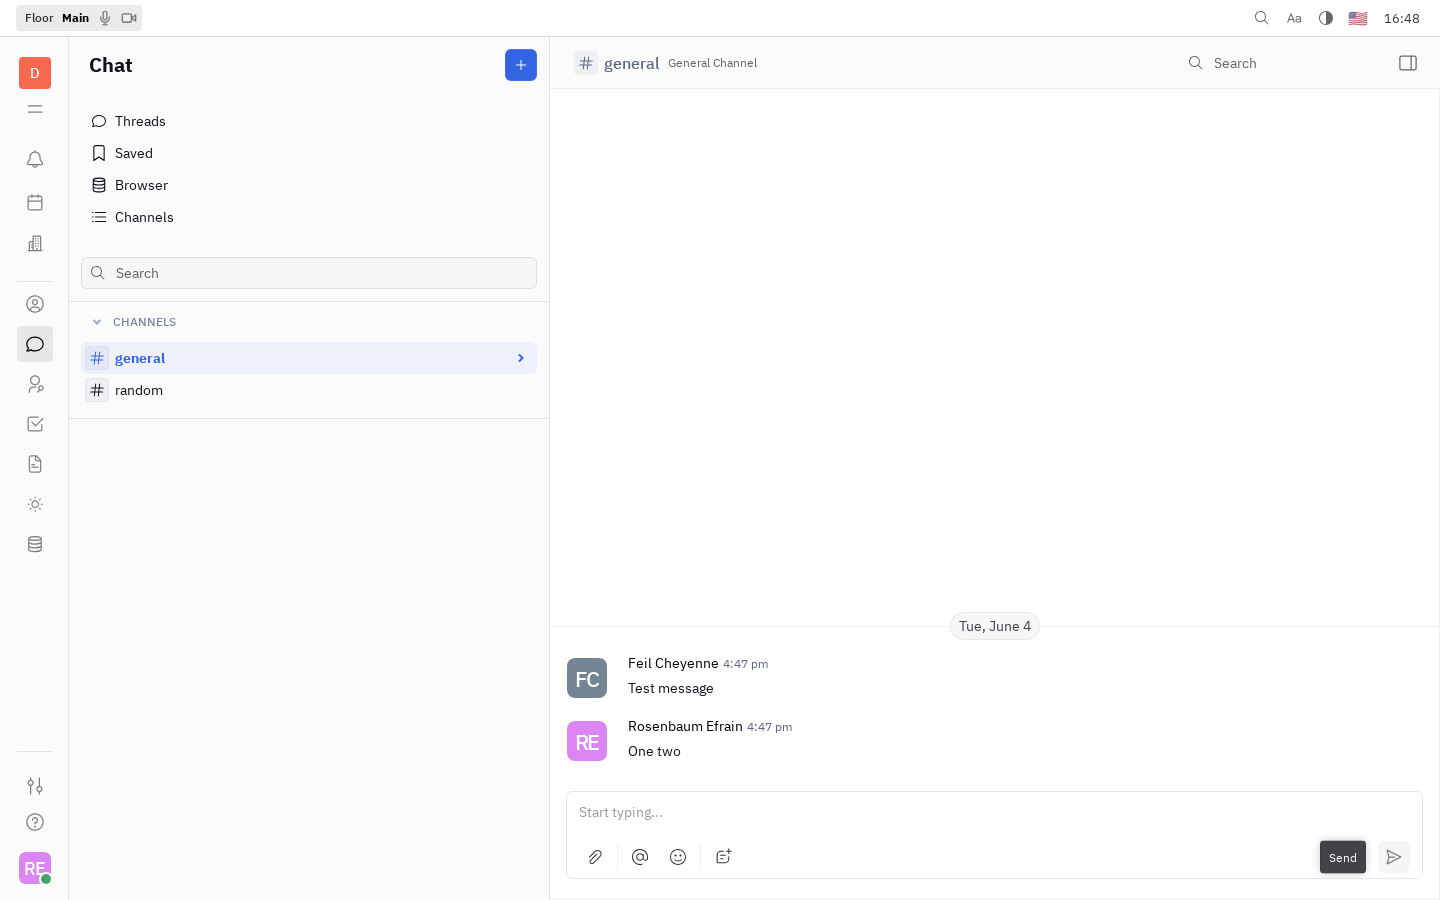 Floor Main
Aa
16:48
D
Chat
Threads
Saved
Browser
Channels
Search
CHANNELS
general
random
RE
general General Channel
Search
Tue, June 4
FC
Feil Cheyenne 4:47 pm
Test message
RE
Rosenbaum Efrain 4:47 pm
One two
Start typing...
Send